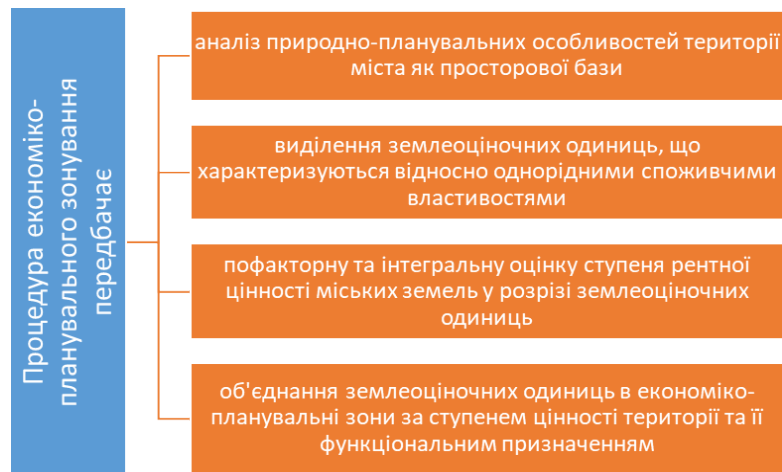 Процедура економіко-
планувального зонування
передбачає
аналіз природно-планувальних особливостей території
міста як просторової бази
виділення землеоціночних одиниць, що
характеризуються відносно однорідними споживчими
властивостями
пофакторну та інтегральну оцінку ступеня рентної
цінності міських земель у розрізі землеоціночних
одиниць
об'єднання землеоціночних одиниць в економіко-
планувальні зони за ступенем цінності території та її
функціональним призначенням